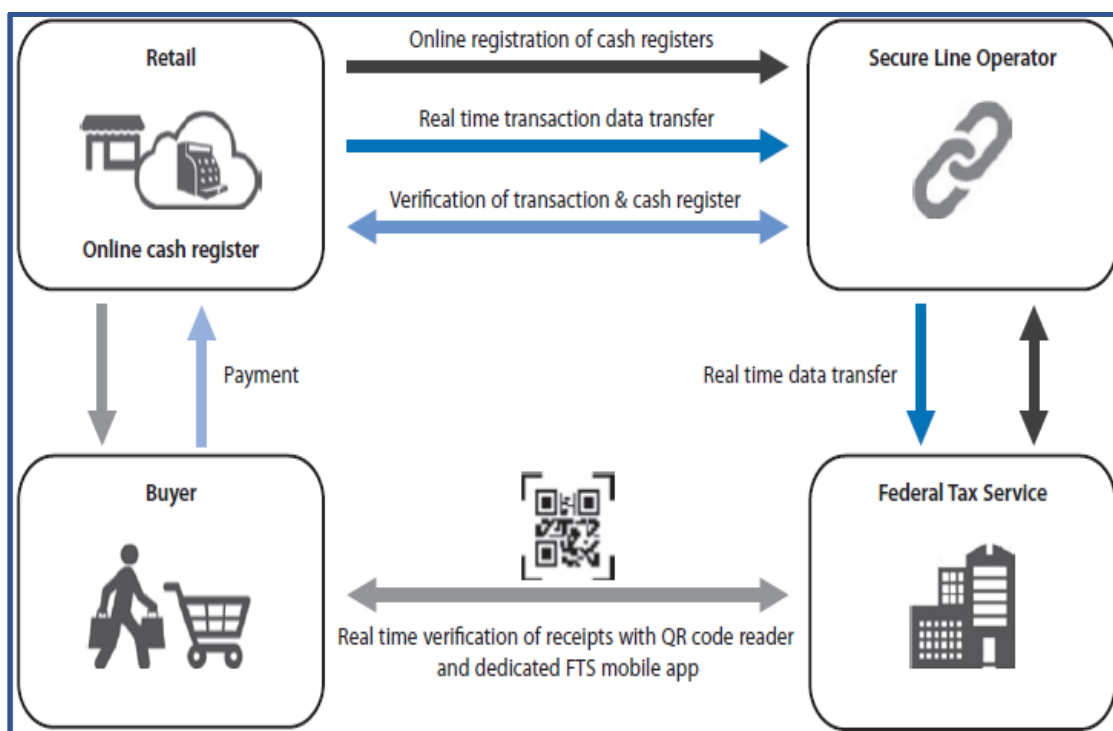 Retail
Online registration of cash registers
Secure Line Operator
Real time transaction data transfer
Verification of transaction & cash register
Online cash register
Payment
Real time data transfer
Buyer
Federal Tax Service
Real time verification of receipts with QR code reader
and dedicated FTS mobile app